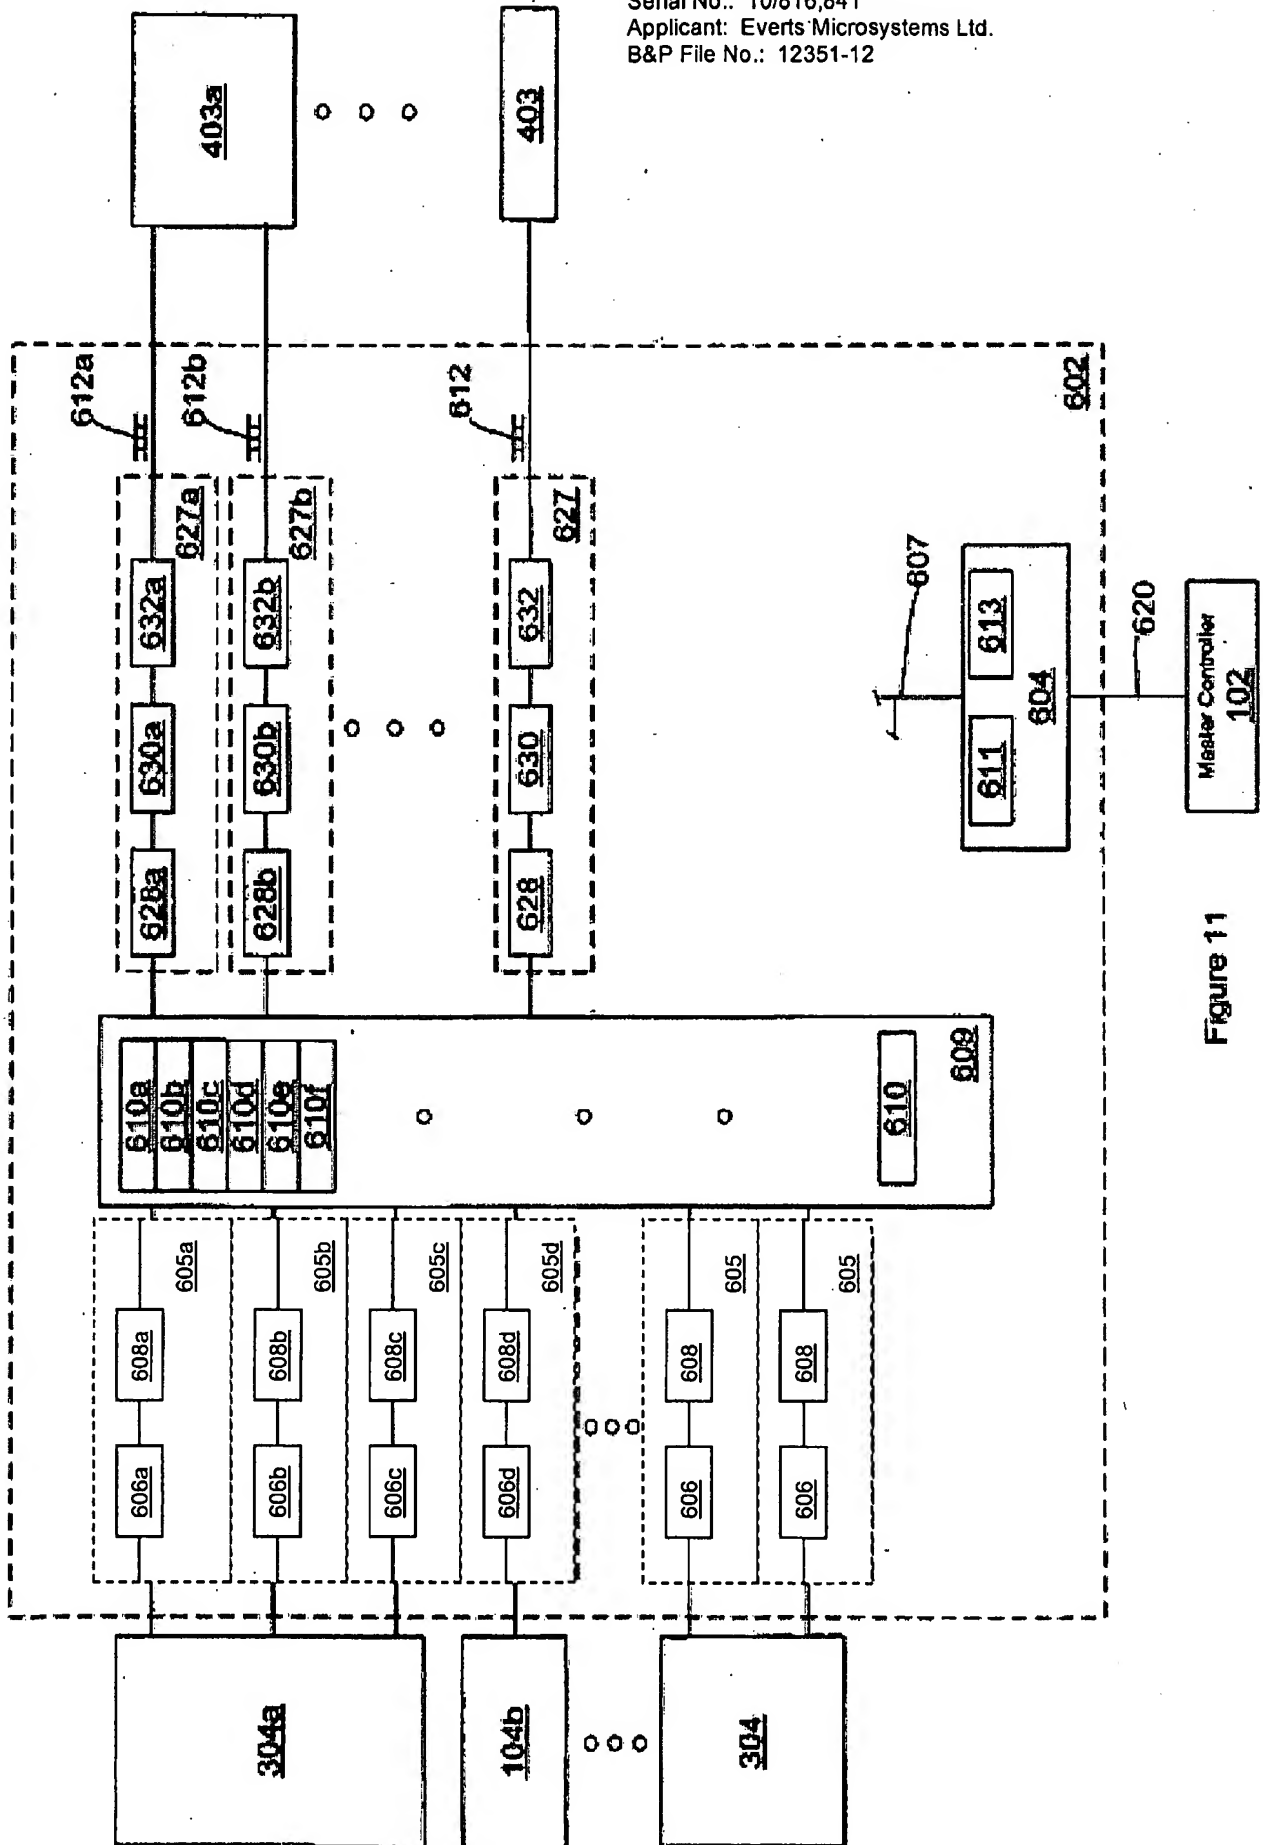 Serial No.: 10/816,841
Applicant: Everts Microsystems Ltd.
B&P File No.: 12351-12
304a
104b
304
606a
608a
605a
606b
608b
605b
606c
608c
605c
606d
608d
605d
606
608
605
606
608
605
610a
610b
610c
610d
610e
610f
610
609
628a
630a
632a
627a
612a
628b
630b
632b
627b
612b
628
630
632
627
612
403a
403
607
611
613
604
602
620
Master Controller
102
Figure 11